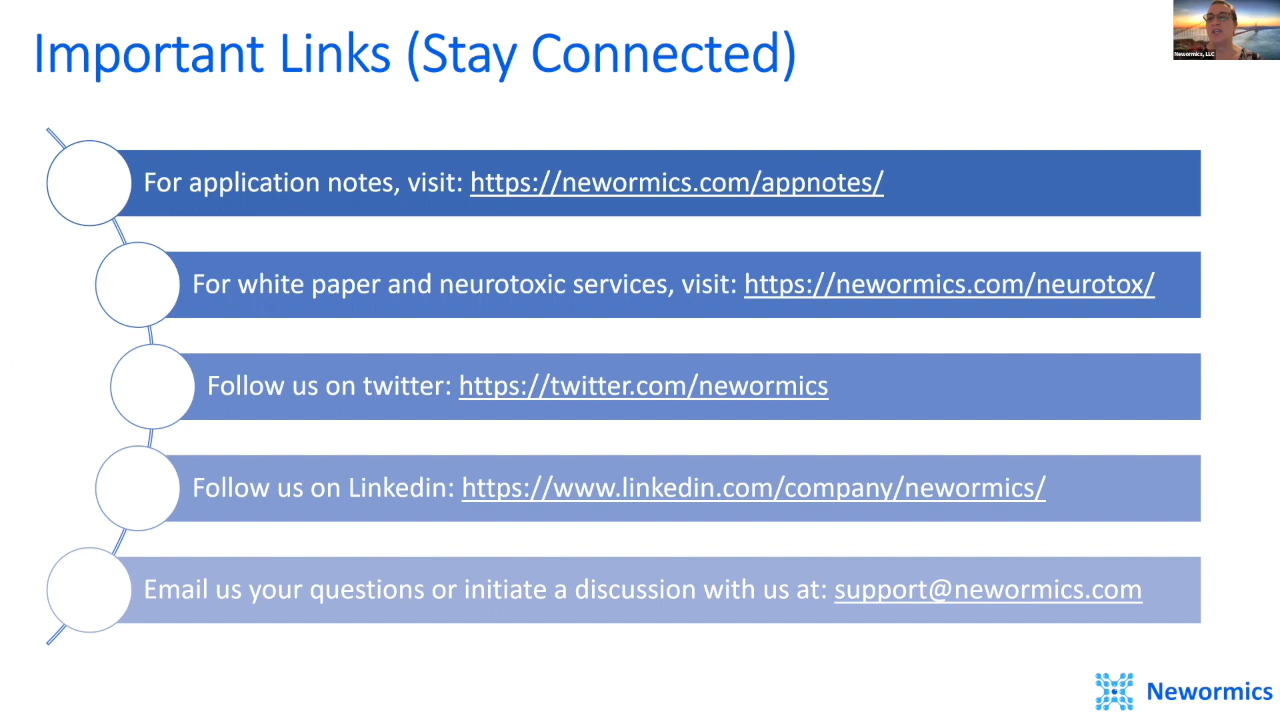 Important Links (Stay Connected)
Newormics, LLC
For application notes, visit: https://newormics.com/appnotes/
For white paper and neurotoxic services, visit: https://newormics.com/neurotox/
Follow us on twitter: https://twitter.com/newormics
Follow us on Linkedin: https://www.linkedin.com/company/newormics/
Email us your questions or initiate a discussion with us at: support@newormics.com
Newormics